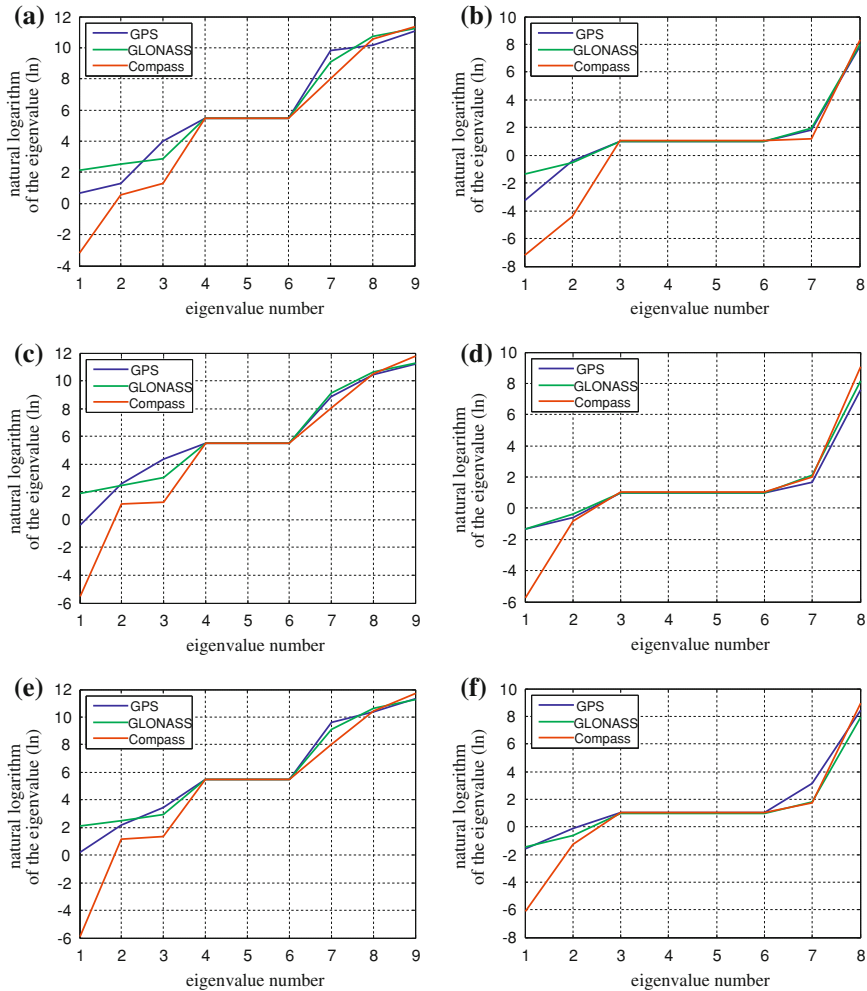 (a)
12
10
8
6
4
2
0
-2
-4
GPS
GLONASS
Compass
natural logarithm
of the eigenvalue (ln)
1 2 3 4 5 6 7 8 9
eigenvalue number
(b)
10
8
6
4
2
0
-2
-4
-6
-8
GPS
GLONASS
Compass
natural logarithm
of the eigenvalue (ln)
1 2 3 4 5 6 7 8
eigenvalue number
(c)
12
10
8
6
4
2
0
-2
-4
-6
GPS
GLONASS
Compass
natural logarithm
of the eigenvalue (ln)
1 2 3 4 5 6 7 8 9
eigenvalue number
(d)
10
8
6
4
2
0
-2
-4
-6
GPS
GLONASS
Compass
natural logarithm
of the eigenvalue (ln)
1 2 3 4 5 6 7 8
eigenvalue number
(e)
12
10
8
6
4
2
0
-2
-4
-6
GPS
GLONASS
Compass
natural logarithm
of the eigenvalue (ln)
1 2 3 4 5 6 7 8 9
eigenvalue number
(f)
10
8
6
4
2
0
-2
-4
-6
-8
GPS
GLONASS
Compass
natural logarithm
of the eigenvalue (ln)
1 2 3 4 5 6 7 8
eigenvalue number